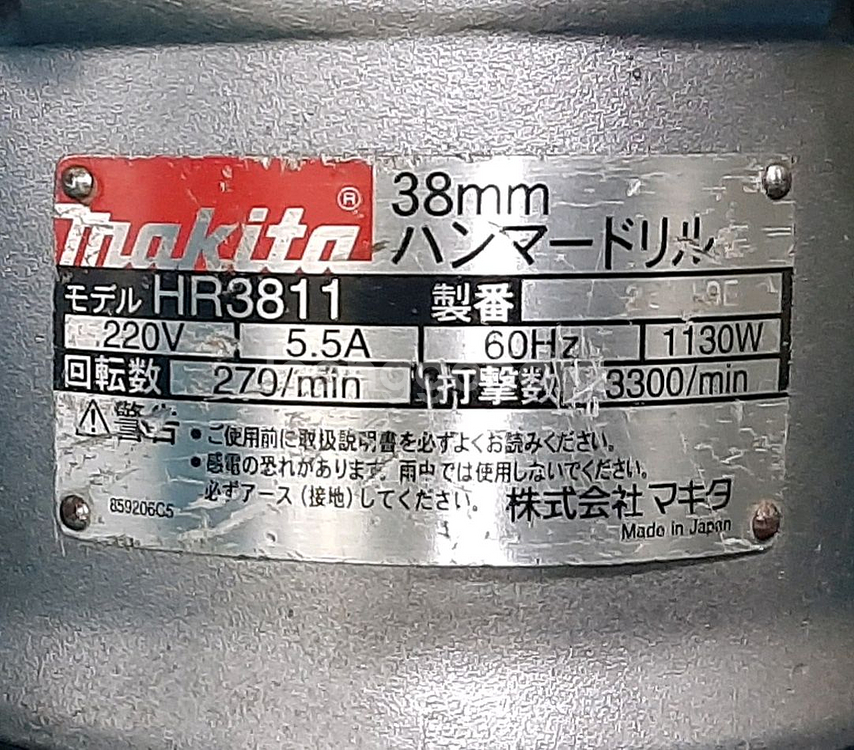 makita®
38mm
ハンマードリル
モデル HR3811 製番
220V 5.5A 60Hz 1130W
回転数 270/min 打撃数 3300/min
警告 •ご使用前に取扱説明書を必ずよくお読みください。
•感電の恐れがあります。雨中では使用しないでください。
必ずアース（接地）してください。
859206C5 株式会社 マキタ
Made in Japan